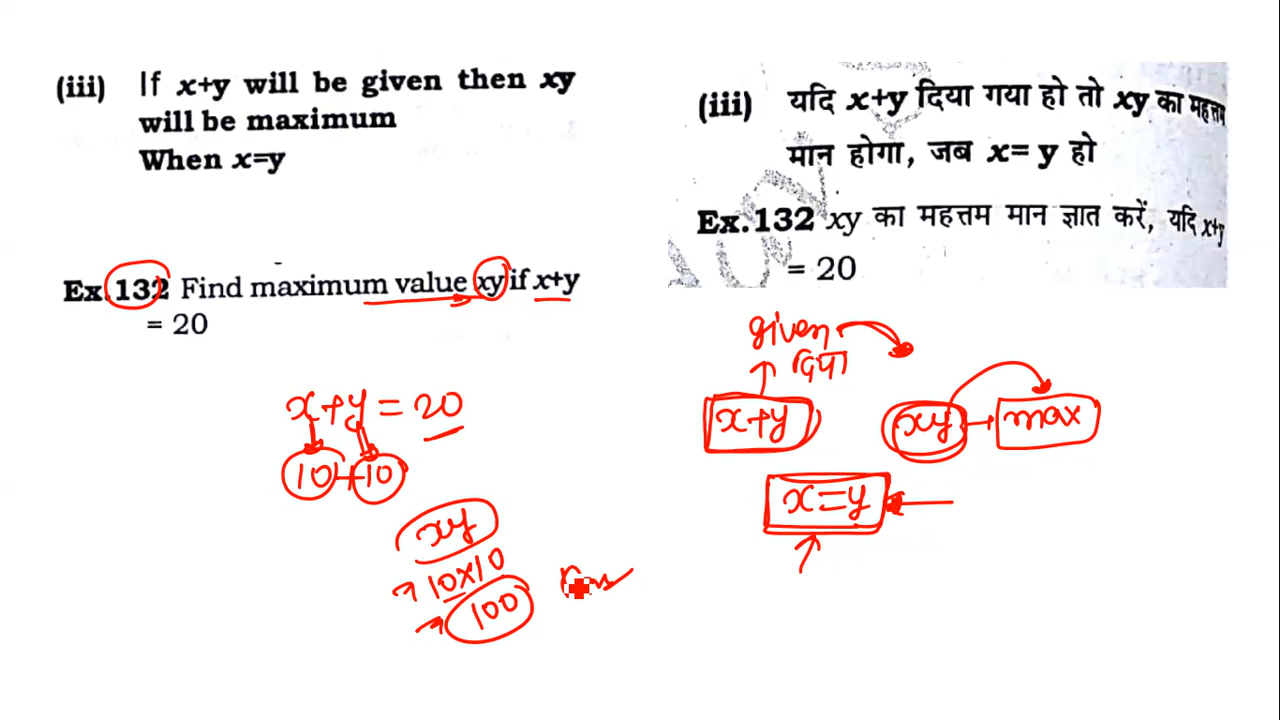 (iii) If x+y will be given then xy
will be maximum
When x=y
Ex.132 Find maximum value xy if x+y
= 20
(iii) यदि x+y दिया गया हो तो xy का महत्तम
मान होगा, जब x= y हो
Ex.132 xy का महत्तम मान ज्ञात करें, यदि x+y
= 20
x+y = 20
10+10
xy
10×10
100
given
दिया
x+y
xy → max
x=y